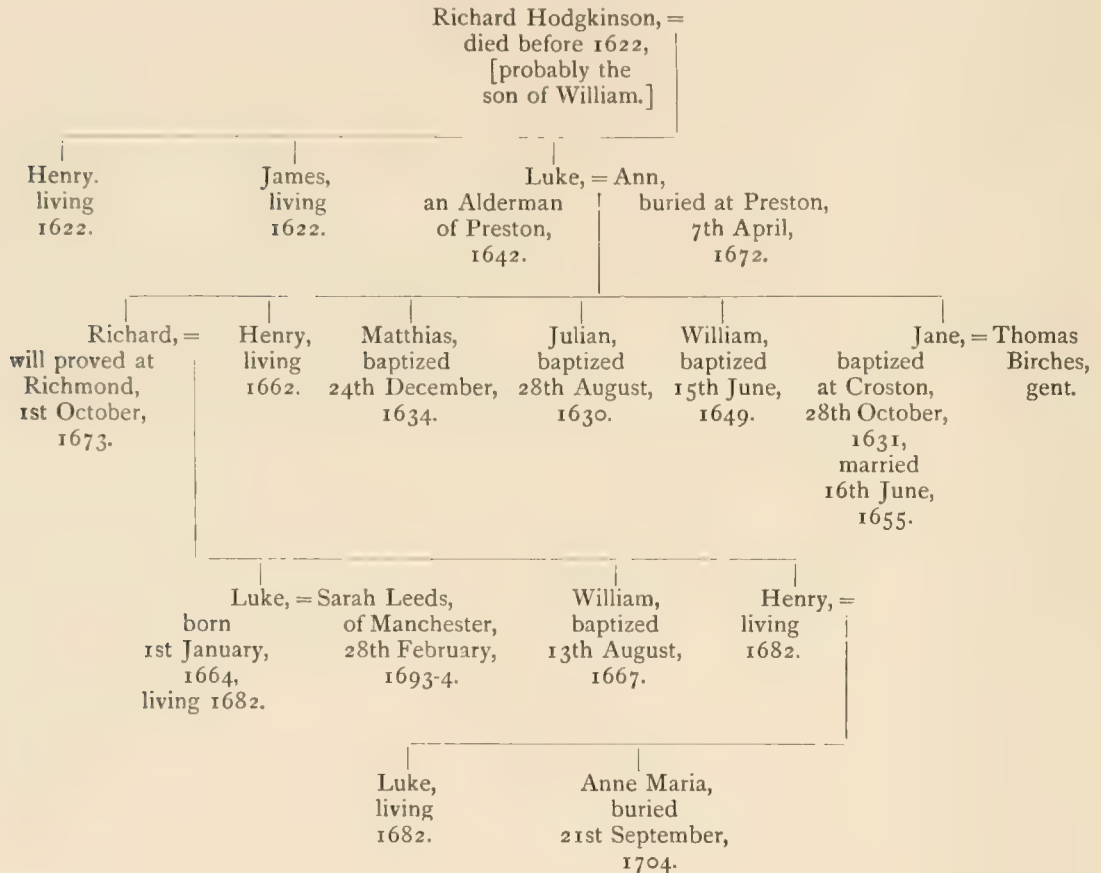 Richard Hodgkinson, =
died before 1622,
[probably the
son of William.]
Henry.
living
1622.
James,
living
1622.
Luke, = Ann,
an Alderman
of Preston,
1642.
buried at Preston,
7th April,
1672.
Richard, =
will proved at
Richmond,
1st October,
1673.
Henry,
living
1662.
Matthias,
baptized
24th December,
1634.
Julian,
baptized
28th August,
1630.
William,
baptized
15th June,
1649.
Jane, = Thomas
baptized
at Croston,
28th October,
1631,
married
16th June,
1655.
Birches,
gent.
Luke, = Sarah Leeds,
born
1st January,
1664,
living 1682.
of Manchester,
28th February,
1693-4.
William,
baptized
13th August,
1667.
Henry, =
living
1682.
Luke,
living
1682.
Anne Maria,
buried
21st September,
1704.